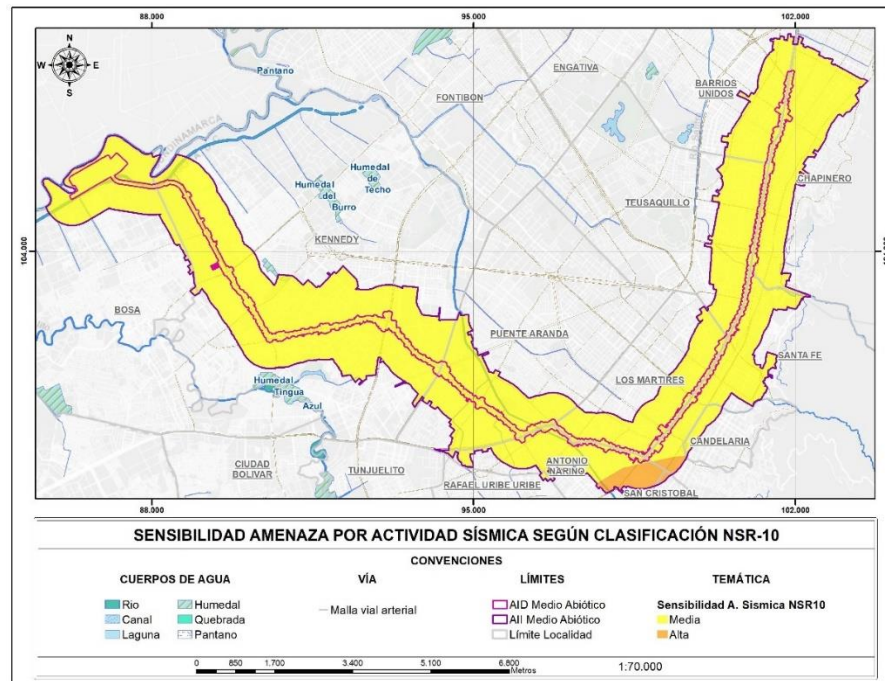 88.000 95.000 102.000
N
W E
S
Pantano
ENGATIVA
BARRIOS
UNIDOS
FONTIBON
Humedal
de
Techo
Humedal
del
Burro
CHAPINERO
TEUSAQUILLO
KENNEDY
104.000
BOSA
PUENTE ARANDA
SANTA FE
LOS MARTIRES
Humedal
Tingua
Azul
CANDELARIA
CIUDAD
BOLIVAR
TUNJUELITO
ANTONIO
NARIÑO
RAFAEL URIBE URIBE
SAN CRISTOBAL
88.000 95.000 102.000
SENSIBILIDAD AMENAZA POR ACTIVIDAD SÍSMICA SEGÚN CLASIFICACIÓN NSR-10
CONVENCIONES
CUERPOS DE AGUA VÍA LÍMITES TEMÁTICA
Rio Humedal Malla vial arterial AID Medio Abiótico Sensibilidad A. Sismica NSR10
Canal Quebrada AII Medio Abiótico Media
Laguna Pantano Límite Localidad Alta
0 850 1.700 3.400 5.100 6.800
Metros
1:70.000